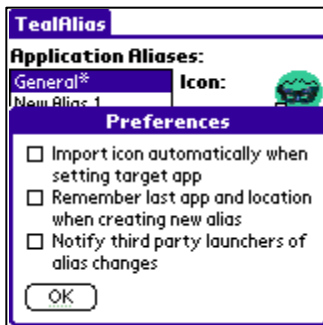 TealAlias
Application Aliases:
General*
Icon:
New Alias 1
Preferences
Import icon automatically when
setting target app
Remember last app and location
when creating new alias
Notify third party launchers of
alias changes
OK